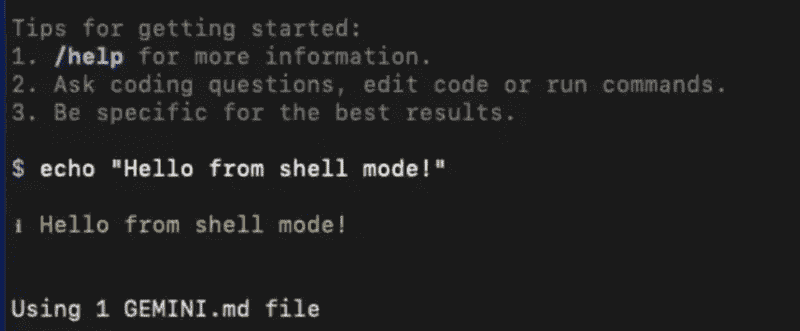 Tips for getting started:
1. /help for more information.
2. Ask coding questions, edit code or run commands.
3. Be specific for the best results.
$ echo "Hello from shell mode!"
ℹ Hello from shell mode!
Using 1 GEMINI.md file